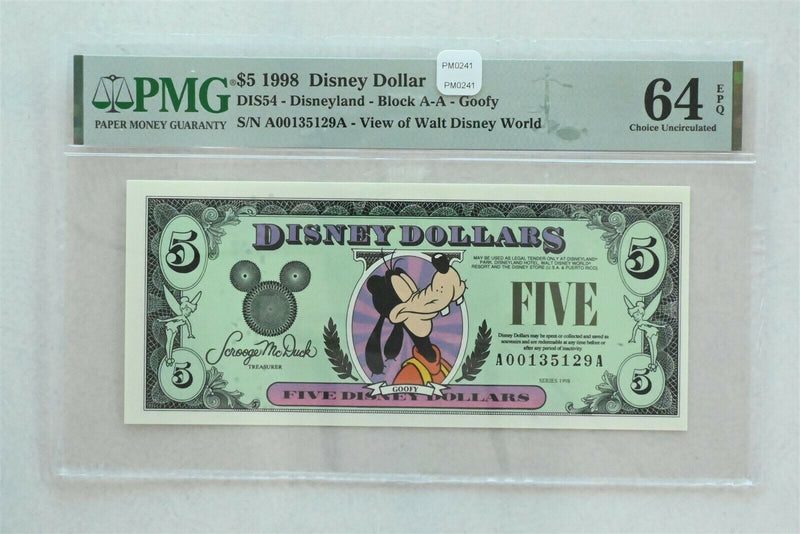 PM0241
PM0241
PMG
PAPER MONEY GUARANTY
$5 1998 Disney Dollar
DIS54 - Disneyland - Block A-A - Goofy
S/N A00135129A - View of Walt Disney World
64 EPQ
Choice Uncirculated
5
5
DISNEY DOLLARS
MAY BE USED AS LEGAL TENDER ONLY AT DISNEYLAND®
PARK, DISNEYLAND HOTEL, WALT DISNEY WORLD®
RESORT AND THE DISNEY STORE (U.S.A. & PUERTO RICO).
FIVE
Disney Dollars may be spent or collected and saved as
souvenirs and are redeemable at any time before or
after any period of inactivity.
A00135129A
SERIES 1998
Scrooge McDuck
TREASURER
5
5
GOOFY
FIVE DISNEY DOLLARS